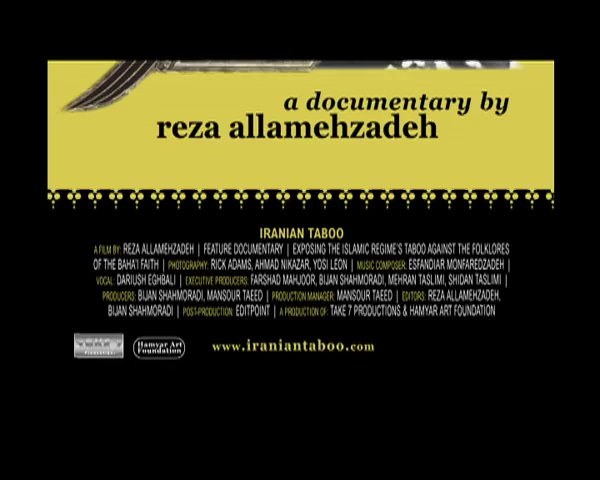 a documentary by
reza allamehzadeh
IRANIAN TABOO
A FILM BY: REZA ALLAMEHZADEH | FEATURE DOCUMENTARY | EXPOSING THE ISLAMIC REGIME'S TABOO AGAINST THE FOLKLORES
OF THE BAHA'I FAITH | PHOTOGRAPHY: RICK ADAMS, AHMAD NIKAZAR, YOSI LEON | MUSIC COMPOSER: ESFANDIAR MONFAREDZADEH |
VOCAL: DARIUSH EGHBALI | EXECUTIVE PRODUCERS: FARSHAD MAHJOOR, BIJAN SHAHMORADI, MEHRAN TASLIMI, SHIDAN TASLIMI |
PRODUCERS: BIJAN SHAHMORADI, MANSOUR TAEED | PRODUCTION MANAGER: MANSOUR TAEED | EDITORS: REZA ALLAMEHZADEH,
BIJAN SHAHMORADI | POST-PRODUCTION: EDITPOINT | A PRODUCTION OF: TAKE 7 PRODUCTIONS & HAMYAR ART FOUNDATION
Hamyar Art
Foundation
www.iraniantaboo.com